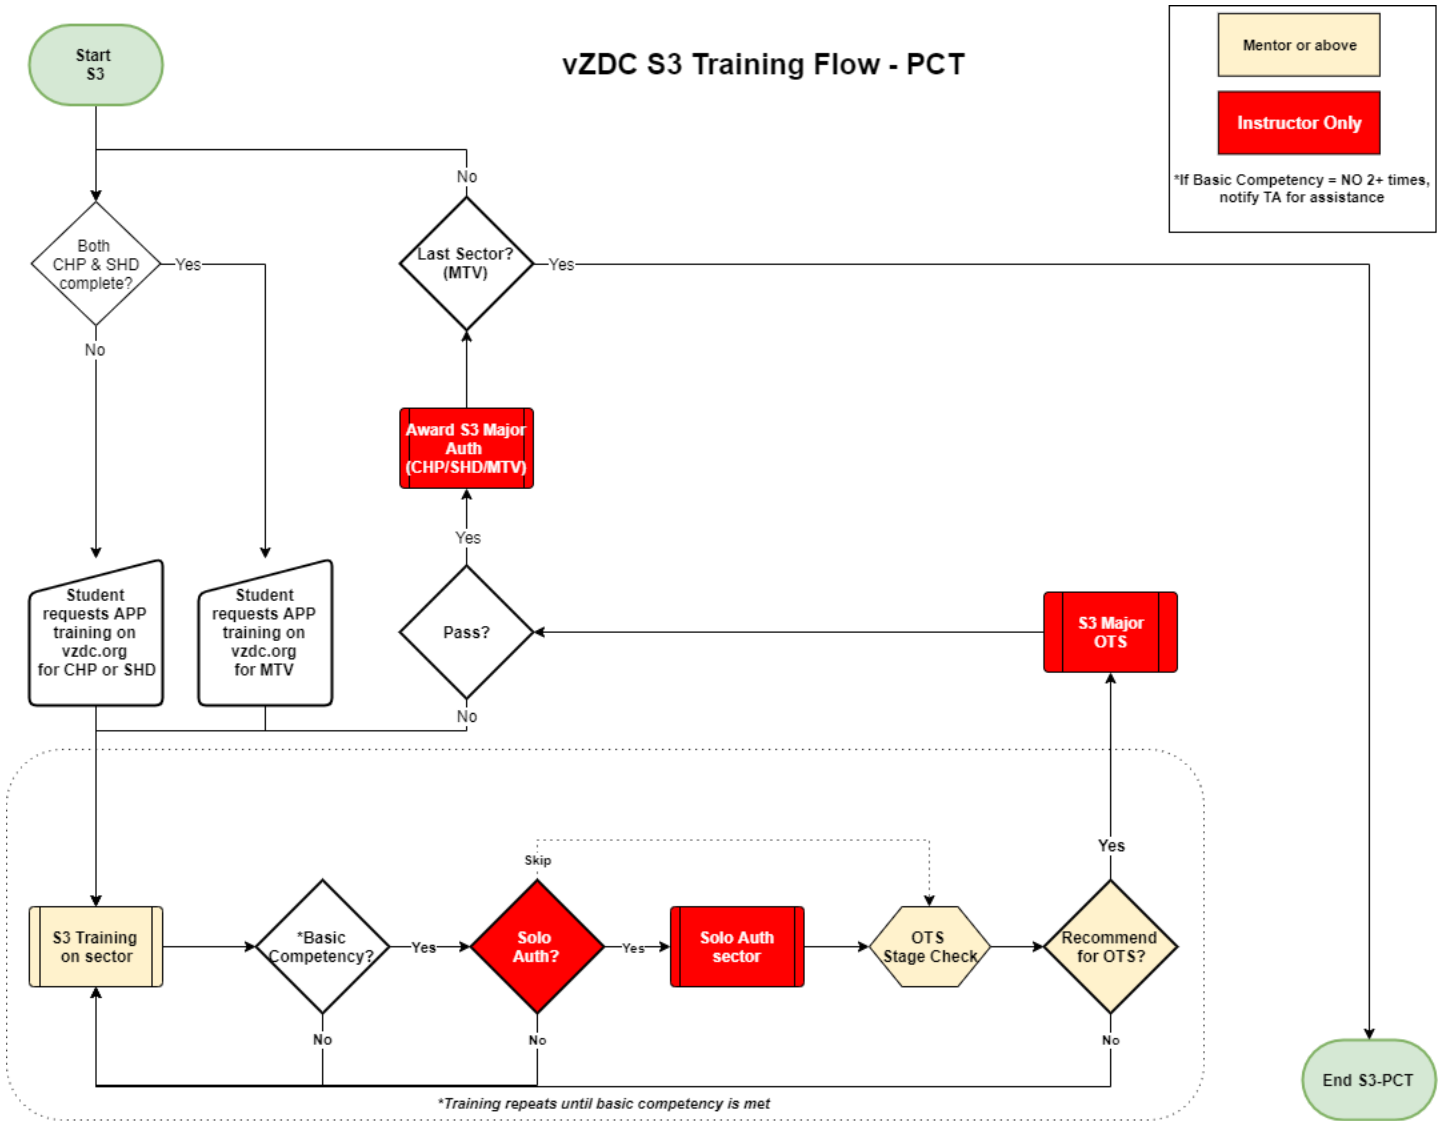 Start
S3
vZDC S3 Training Flow - PCT
Mentor or above
Instructor Only
*If Basic Competency = NO 2+ times,
notify TA for assistance
No
Both
CHP & SHD
complete?
Yes
Last Sector?
(MTV)
Yes
No
Award S3 Major
Auth
(CHP/SHD/MTV)
Yes
Student
requests APP
training on
vzdc.org
for CHP or SHD
Student
requests APP
training on
vzdc.org
for MTV
Pass?
S3 Major
OTS
No
Yes
Skip
S3 Training
on sector
*Basic
Competency?
Yes
Solo
Auth?
Yes
Solo Auth
sector
OTS
Stage Check
Recommend
for OTS?
No
No
No
End S3-PCT
*Training repeats until basic competency is met